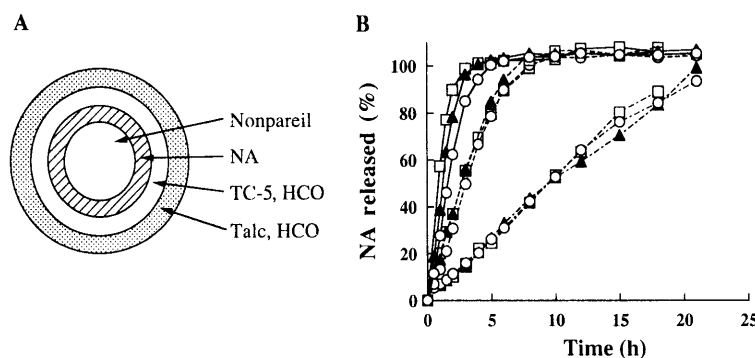 A
Nonpareil
NA
TC-5, HCO
Talc, HCO
B
NA released (%)
100
80
60
40
20
0
0 5 10 15 20 25
Time (h)